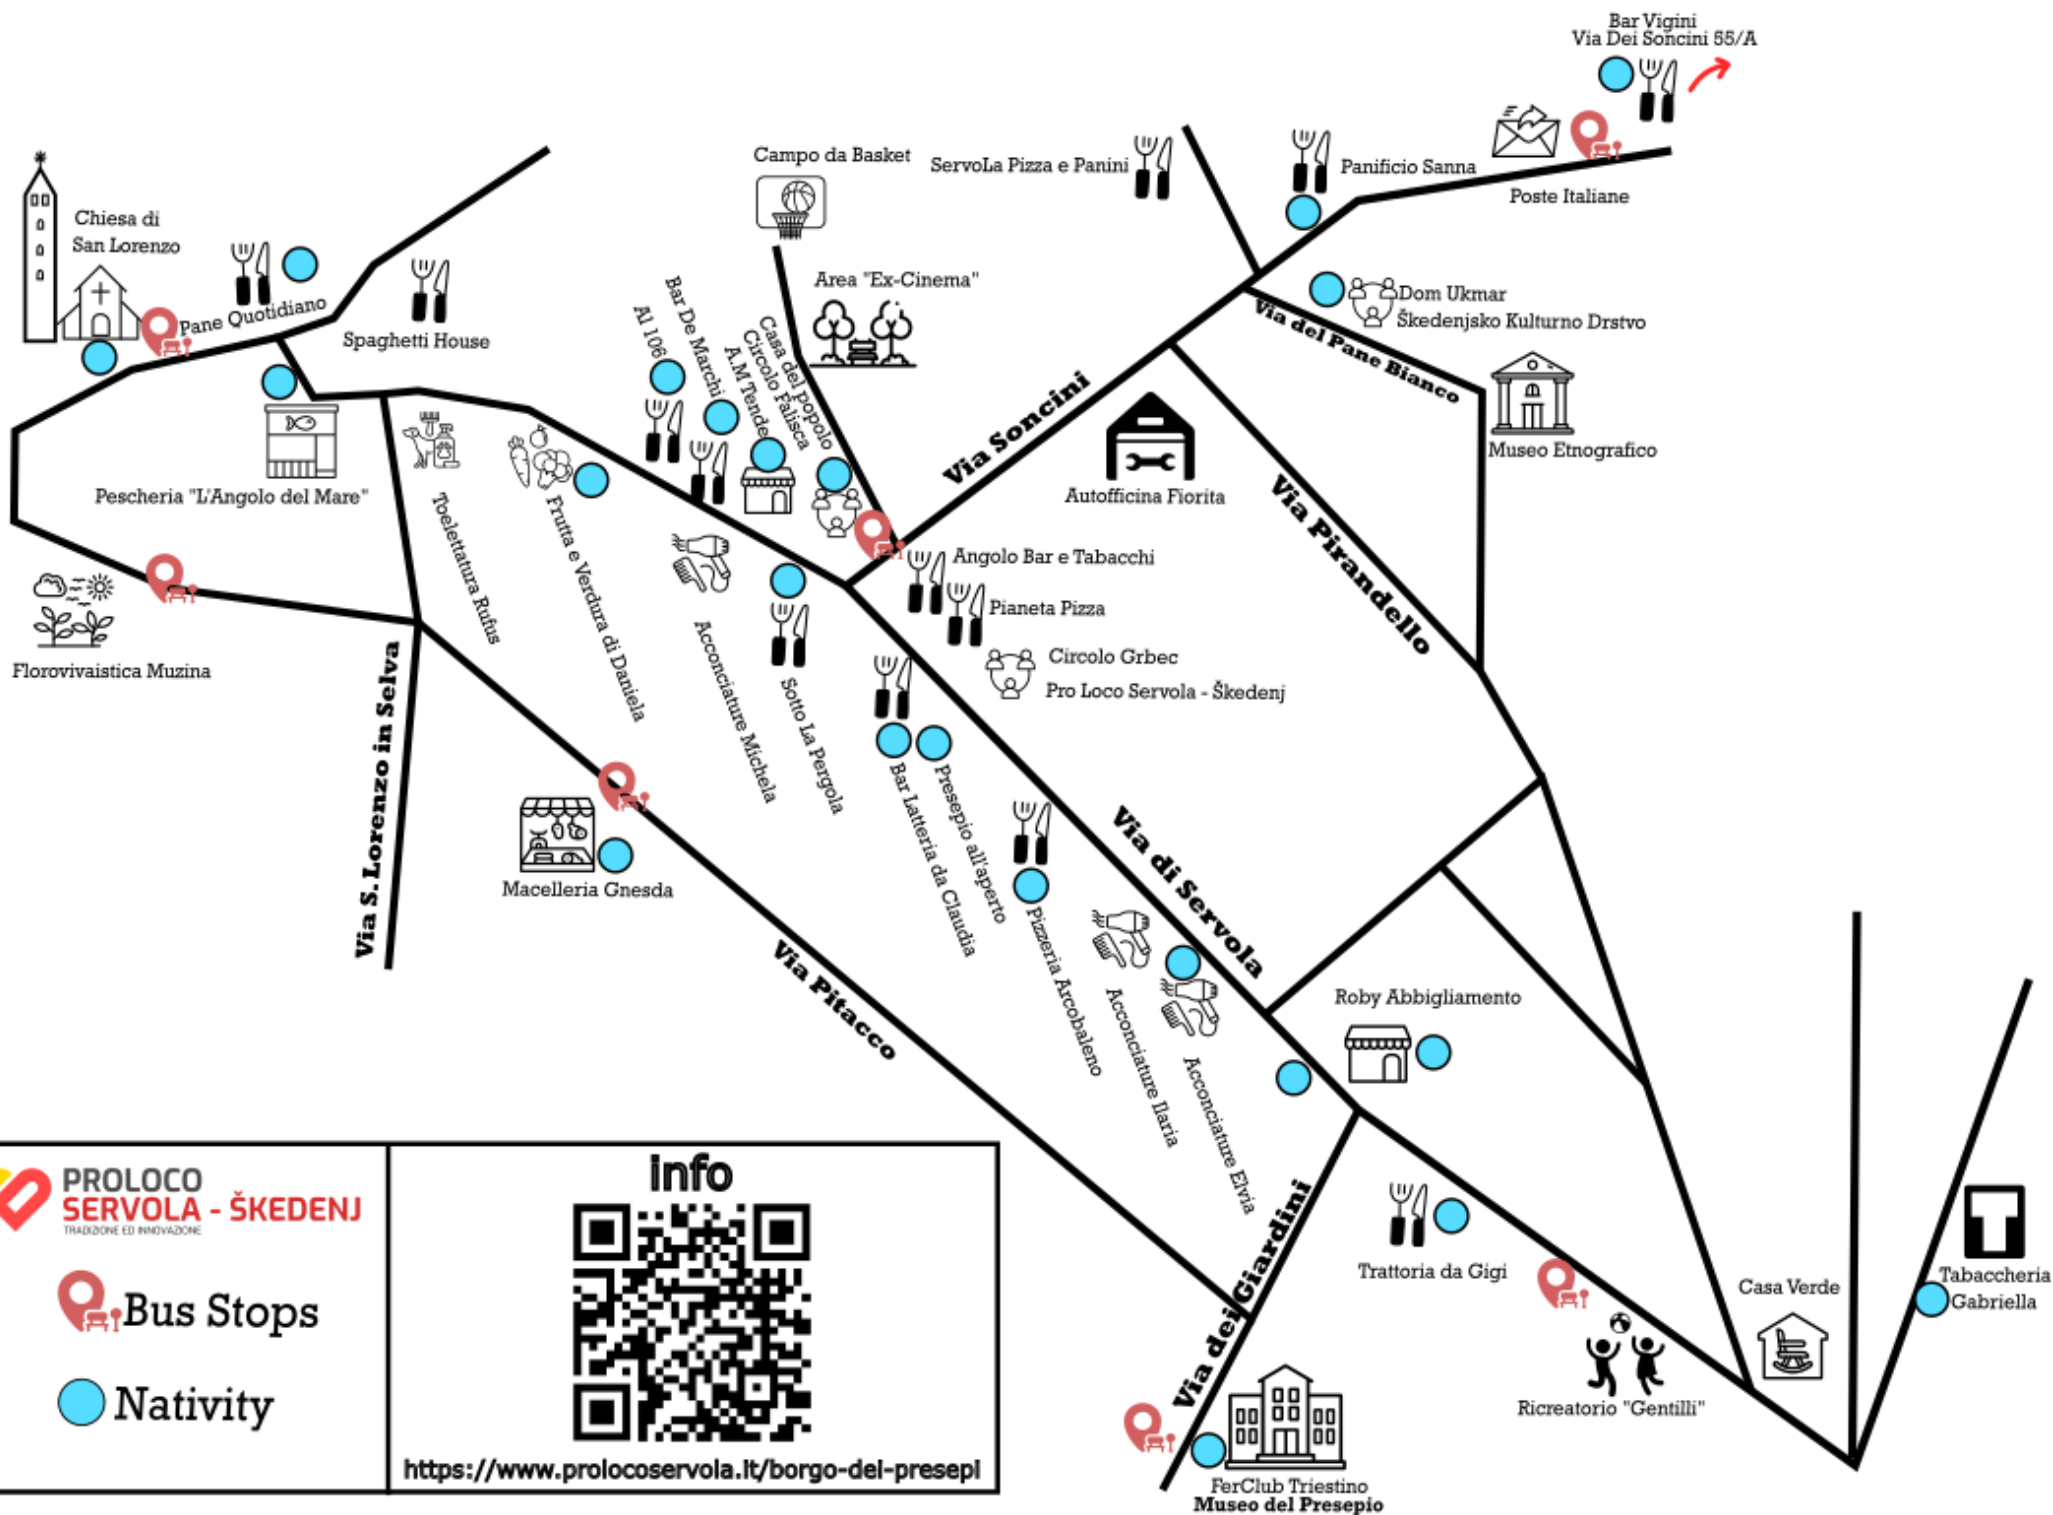 Bar Vigini
Via Dei Soncini 55/A
Campo da Basket
ServoLa Pizza e Panini
Panificio Sanna
Poste Italiane
Chiesa di
San Lorenzo
Pane Quotidiano
Spaghetti House
Area "Ex-Cinema"
Dom Ukmar
Škedenjsko Kulturno Drstvo
Via del Pane Bianco
Al 106
Bar De Marchi
A.M Tende
Circolo Falisca
Casa del popolo
Via Soncini
Autofficina Fiorita
Museo Etnografico
Pescheria "L'Angolo del Mare"
Toelettatura Rufus
Frutta e Verdura di Daniela
Via Pirandello
Angolo Bar e Tabacchi
Pianeta Pizza
Circolo Grbec
Pro Loco Servola - Škedenj
Florovivaistica Muzina
Via S. Lorenzo in Selva
Acconciature Michela
Sotto La Pergola
Bar Latteria da Claudia
Presepio all'aperto
Macelleria Gnesda
Via di Servola
Via Pitacco
Pizzeria Arcobaleno
Acconciature Ilaria
Acconciature Elvia
Roby Abbigliamento
Via dei Giardini
Trattoria da Gigi
Casa Verde
Tabaccheria
Gabriella
Ricreatorio "Gentilli"
FerClub Triestino
Museo del Presepio
PROLOCO
SERVOLA - ŠKEDENJ
TRADIZIONE ED INNOVAZIONE
Bus Stops
Nativity
info
https://www.prolocoservola.it/borgo-dei-presepi